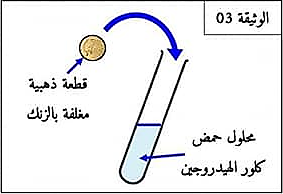 الوثيقة 03
قطعة ذهبية
مغلفة بالزنك
محلول حمض
كلور الهيدروجين